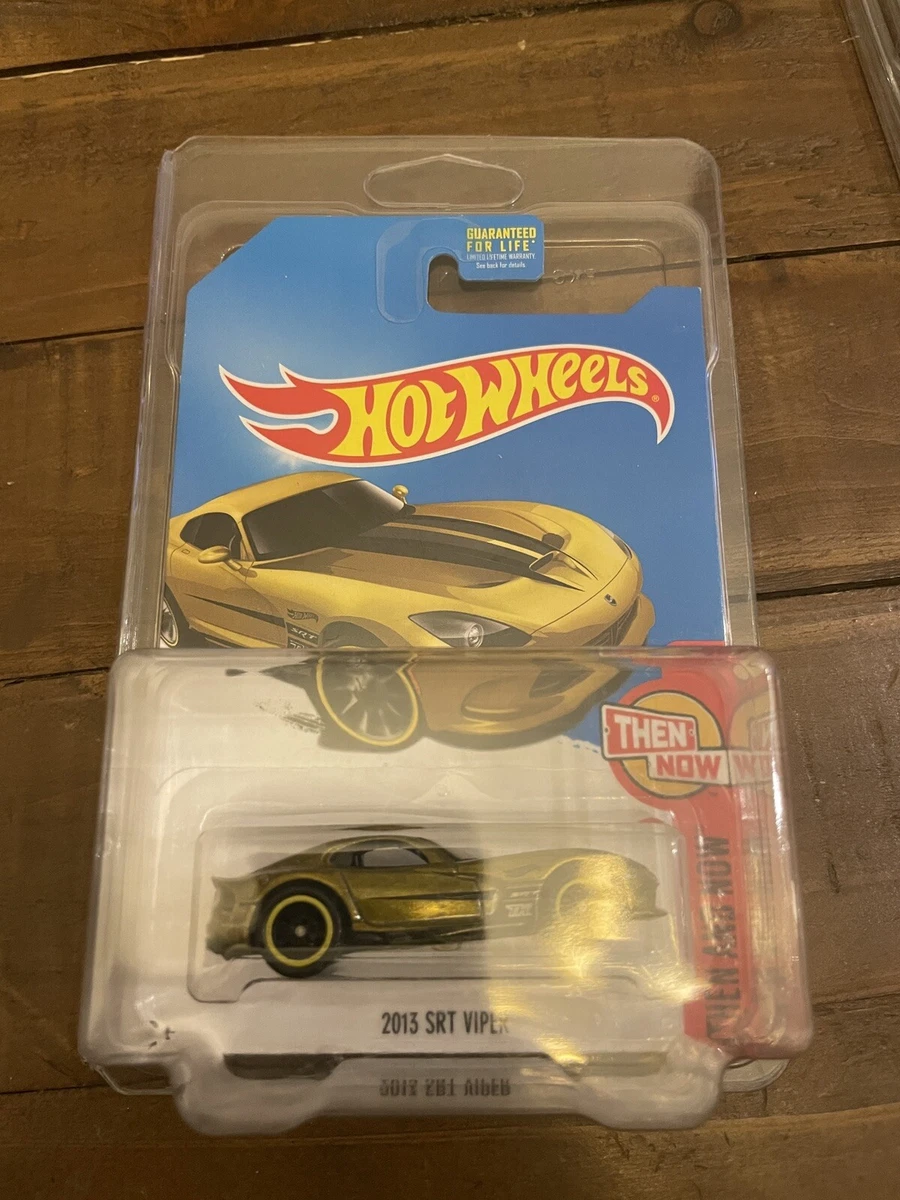 GUARANTEED
FOR LIFE*
LIMITED LIFETIME WARRANTY.
See back for details.
HOT WHEELS®
SRT
THEN
NOW
THEN AND NOW
2013 SRT VIPER